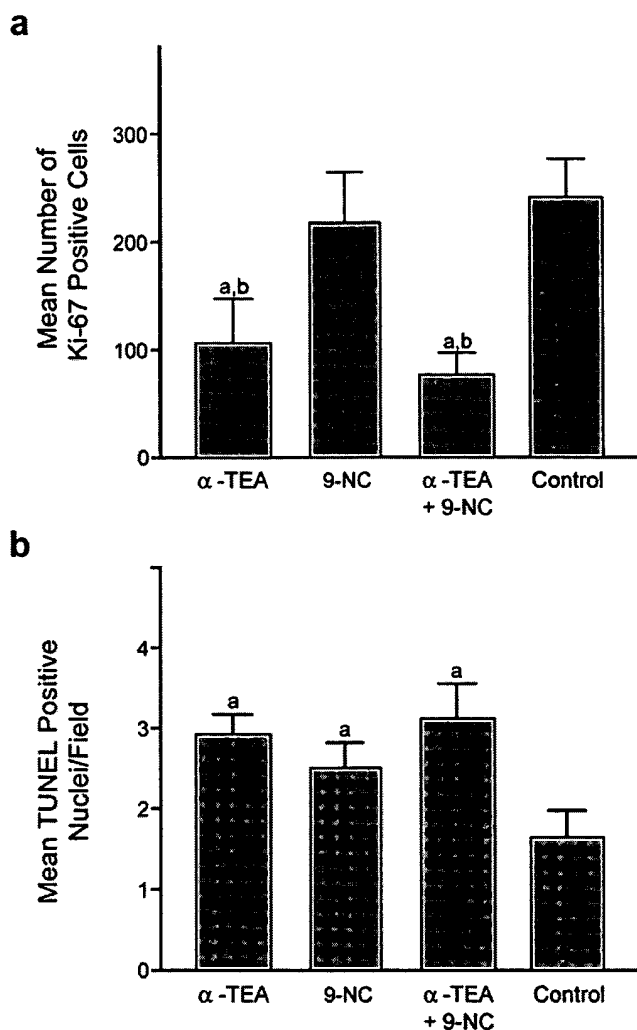 a
Mean Number of
Ki-67 Positive Cells
300
200
100
0
a,b
a,b
α -TEA
9-NC
α -TEA
+ 9-NC
Control
b
Mean TUNEL Positive
Nuclei/Field
4
3
2
1
0
a
a
a
α -TEA
9-NC
α -TEA
+ 9-NC
Control